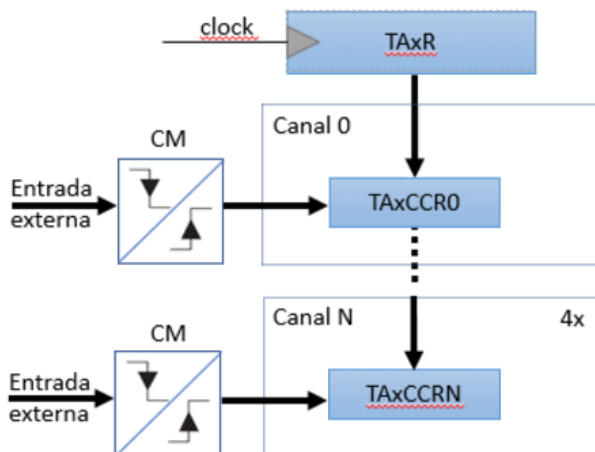 clock
TAxR
Canal 0
CM
Entrada
externa
TAxCCR0
Canal N
4x
CM
Entrada
externa
TAxCCRN